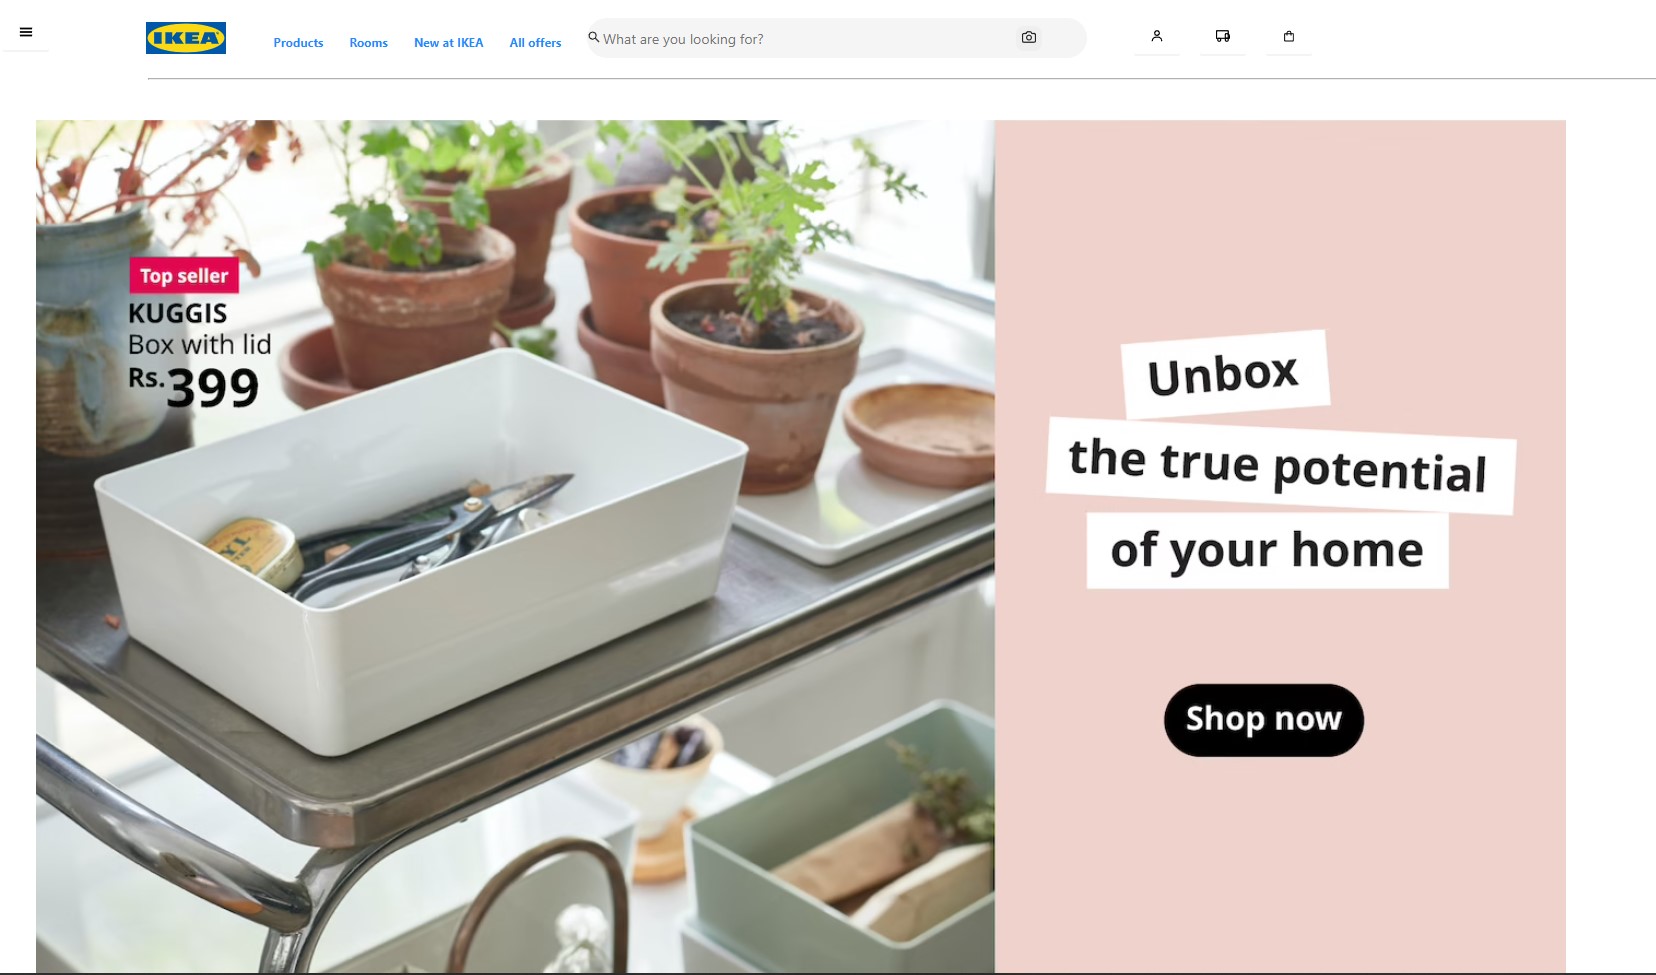 IKEA
Products Rooms New at IKEA All offers
What are you looking for?
Top seller
KUGGIS
Box with lid
Rs.399
Unbox
the true potential
of your home
Shop now